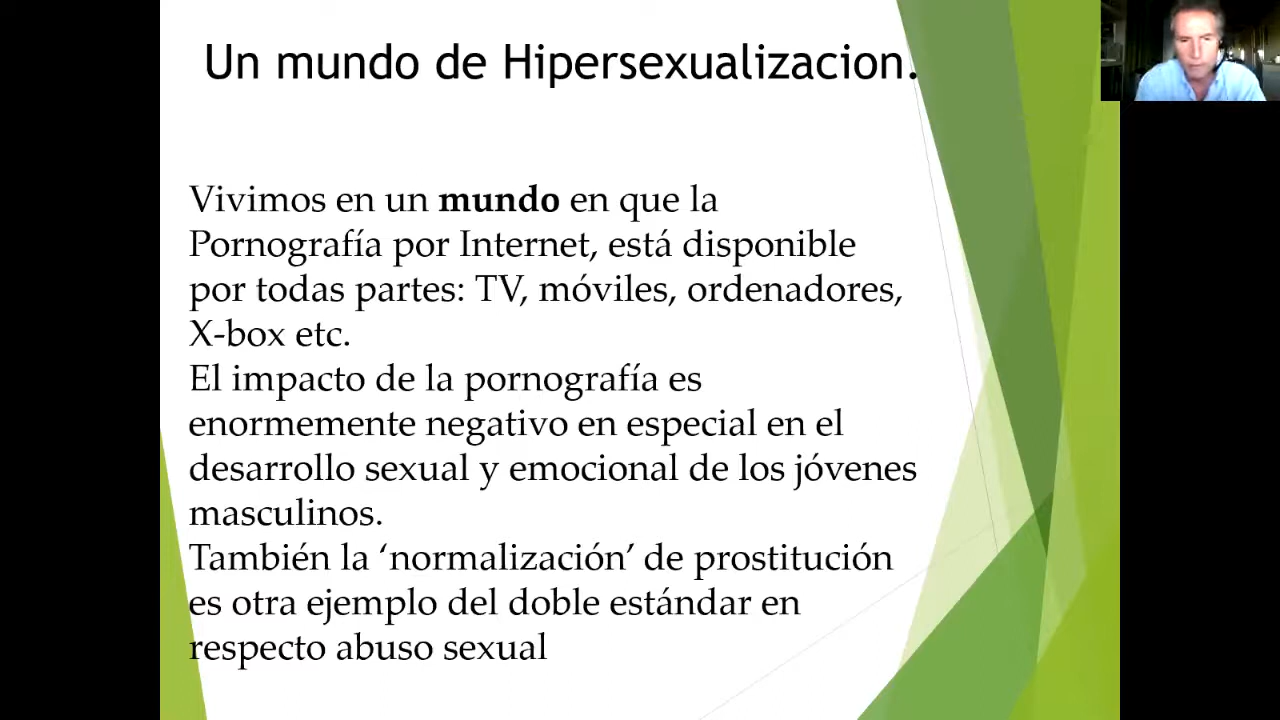 Un mundo de Hipersexualizacion.
Vivimos en un mundo en que la
Pornografía por Internet, está disponible
por todas partes: TV, móviles, ordenadores,
X-box etc.
El impacto de la pornografía es
enormemente negativo en especial en el
desarrollo sexual y emocional de los jóvenes
masculinos.
También la ‘normalización’ de prostitución
es otra ejemplo del doble estándar en
respecto abuso sexual